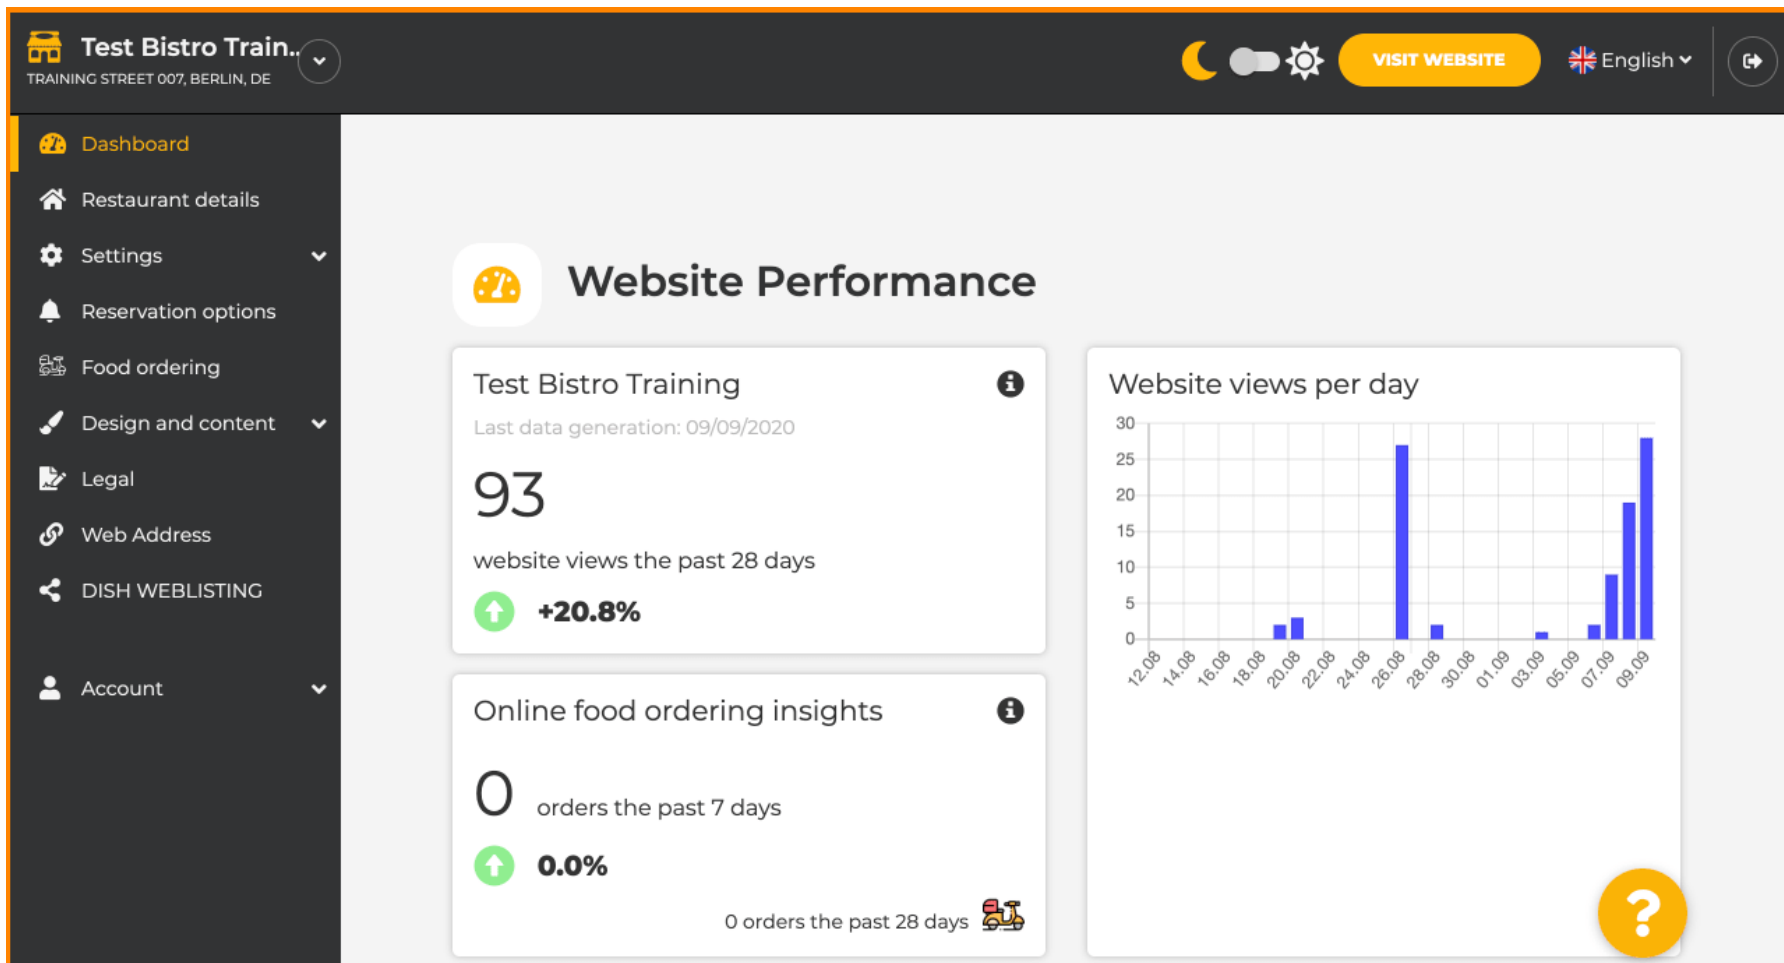 Test Bistro Train..
TRAINING STREET 007, BERLIN, DE
VISIT WEBSITE
English
Dashboard
Restaurant details
Settings
Reservation options
Food ordering
Design and content
Legal
Web Address
DISH WEBLISTING
Account
Website Performance
Test Bistro Training
Last data generation: 09/09/2020
93
website views the past 28 days
+20.8%
Online food ordering insights
0 orders the past 7 days
0.0%
0 orders the past 28 days
Website views per day
30
25
20
15
10
5
0
12.08 14.08 16.08 18.08 20.08 22.08 24.08 26.08 28.08 30.08 01.09 03.09 05.09 07.09 09.09
?